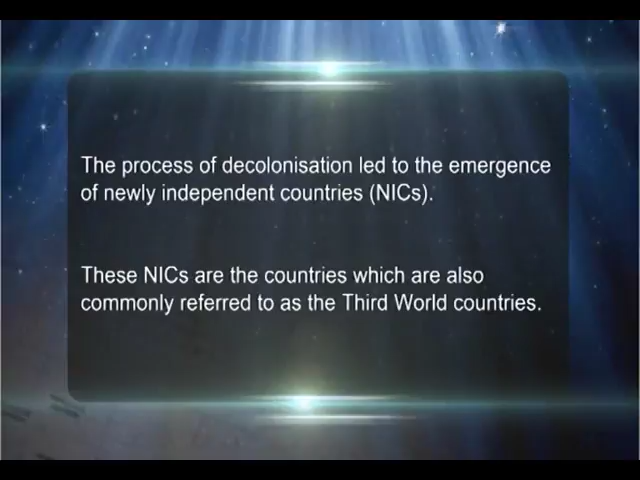 The process of decolonisation led to the emergence
of newly independent countries (NICs).
These NICs are the countries which are also
commonly referred to as the Third World countries.